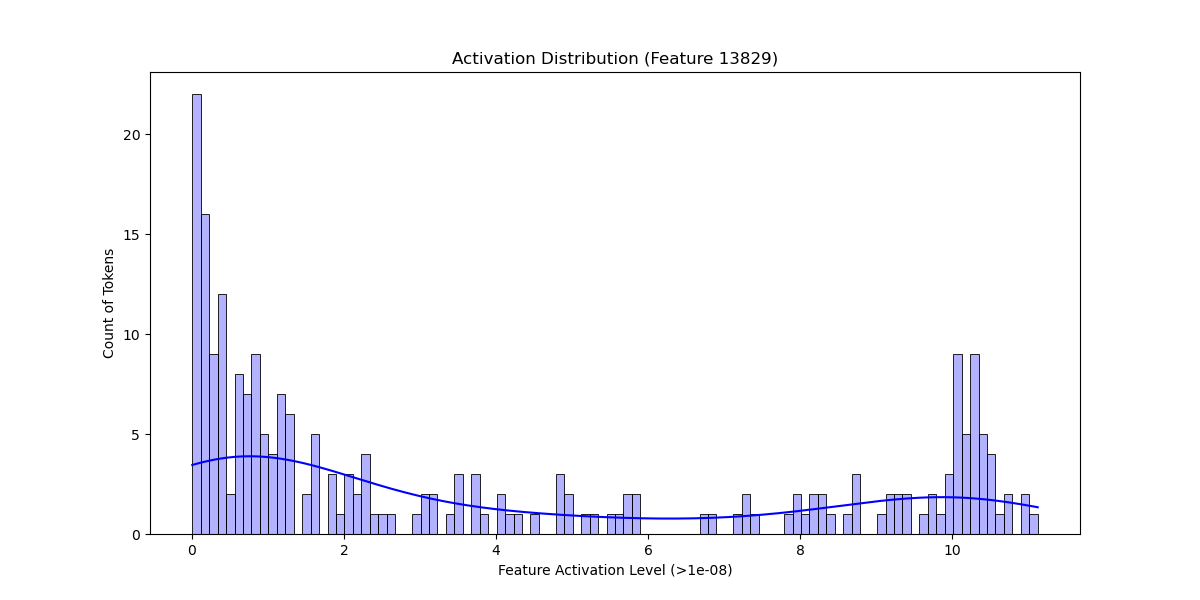 Activation Distribution (Feature 13829)
Count of Tokens
20
15
10
5
0
0 2 4 6 8 10
Feature Activation Level (>1e-08)